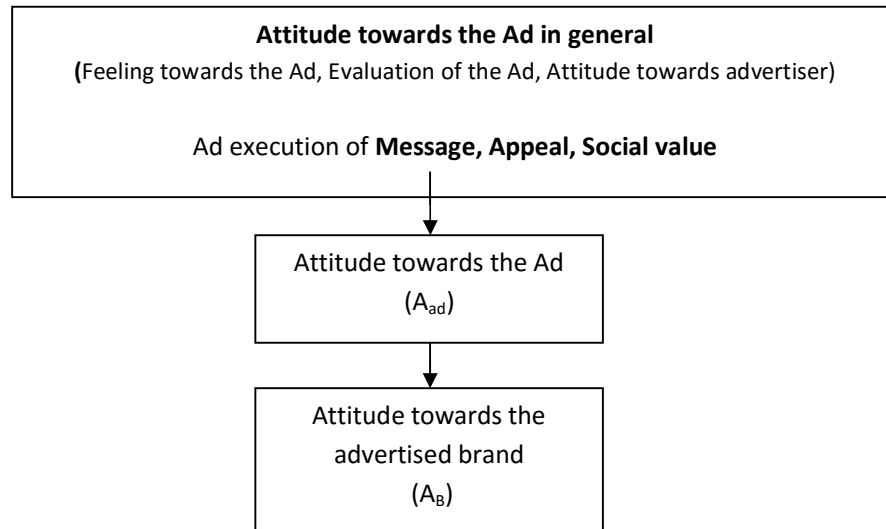 Attitude towards the Ad in general
(Feeling towards the Ad, Evaluation of the Ad, Attitude towards advertiser)
Ad execution of Message, Appeal, Social value
Attitude towards the Ad
(Aad)
Attitude towards the
advertised brand
(AB)